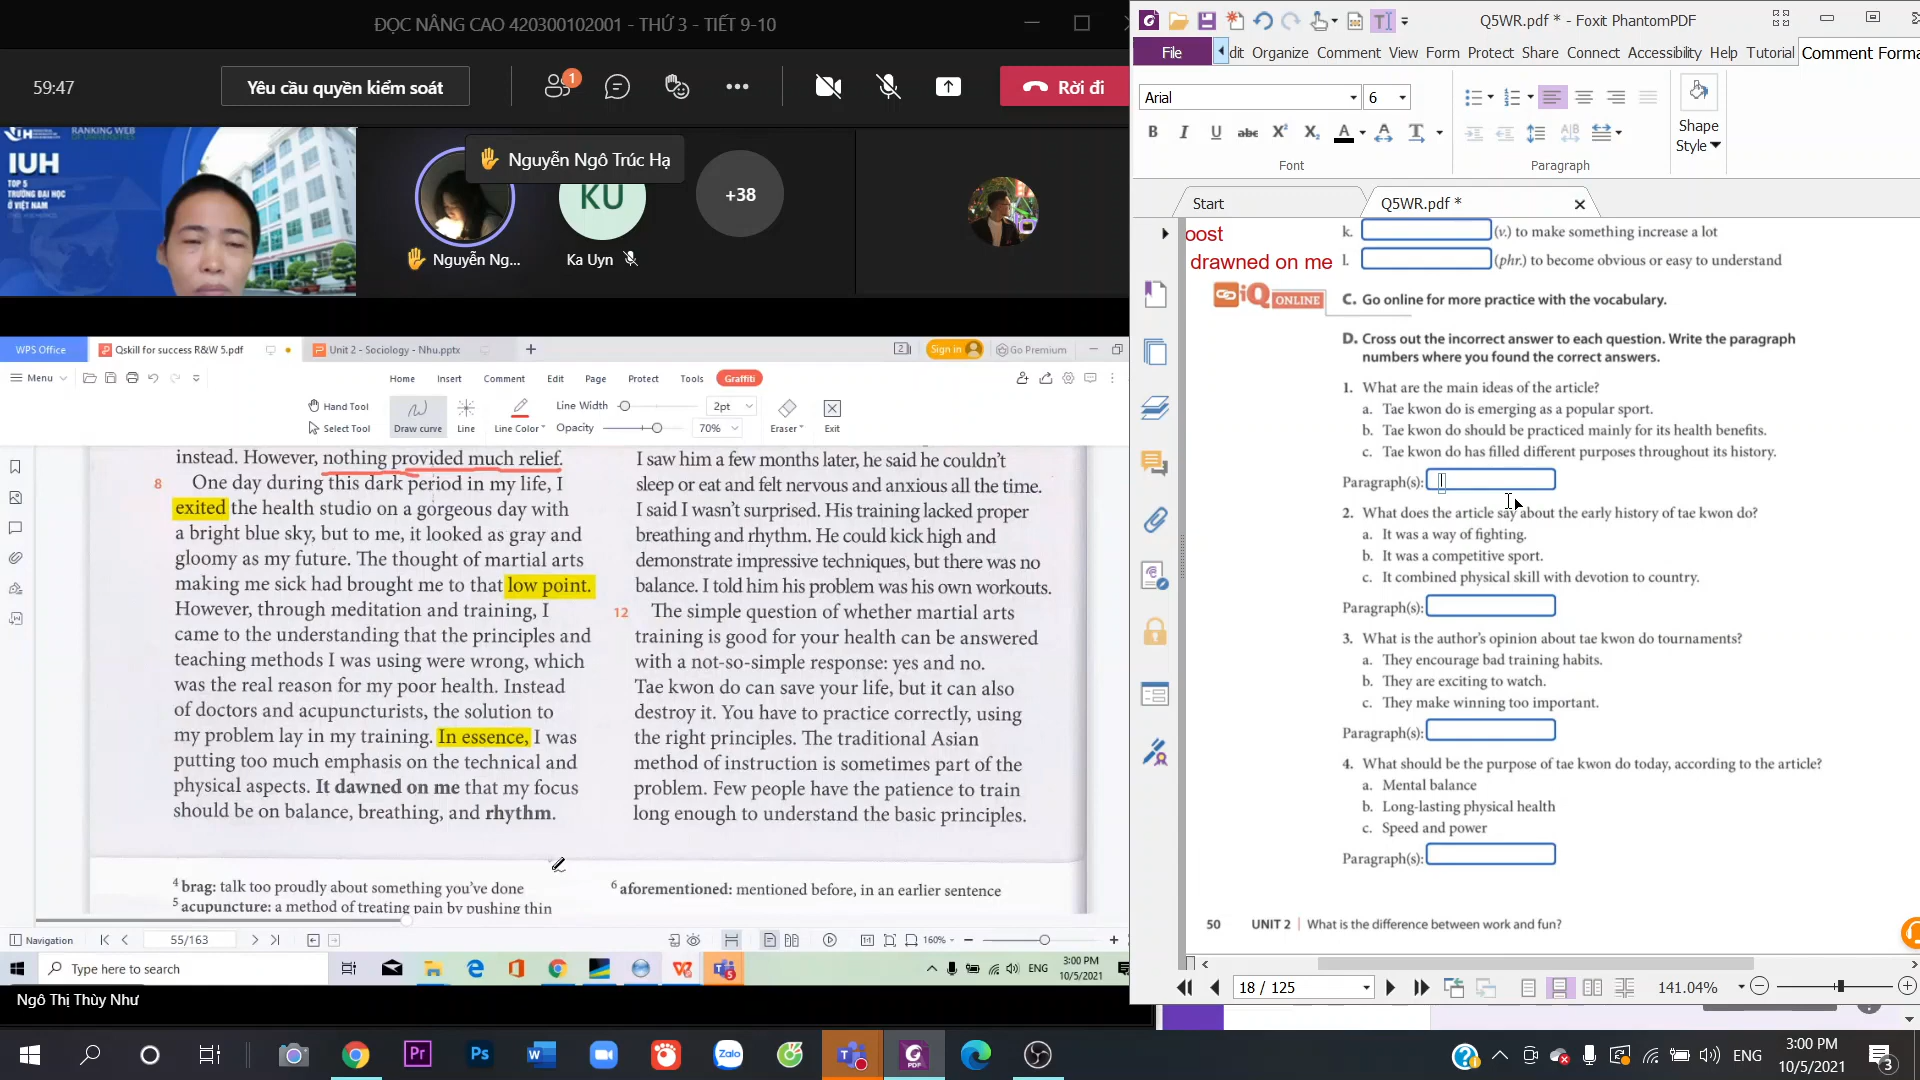 ĐỌC NÂNG CAO 420300102001 - THỨ 3 - TIẾT 9-10
59:47
Yêu cầu quyền kiểm soát
1
Rời đi
RANKING WEB
IUH
TOP 5
TRƯỜNG ĐẠI HỌC
Ở VIỆT NAM
Nguyễn Ngô Trúc Hạ
Nguyễn Ng...
KU
Ka Uyn
+38
WPS Office
Qskill for success R&W 5.pdf
Unit 2 - Sociology - Nhu.pptx
Sign in
Go Premium
Menu
Home Insert Comment Edit Page Protect Tools Graffiti
Hand Tool
Select Tool
Draw curve
Line
Line Color
Line Width
2pt
Opacity
70%
Eraser
Exit
instead. However, nothing provided much relief.
8 One day during this dark period in my life, I
exited the health studio on a gorgeous day with
a bright blue sky, but to me, it looked as gray and
gloomy as my future. The thought of martial arts
making me sick had brought me to that low point.
However, through meditation and training, I
came to the understanding that the principles and
teaching methods I was using were wrong, which
was the real reason for my poor health. Instead
of doctors and acupuncturists, the solution to
my problem lay in my training. In essence, I was
putting too much emphasis on the technical and
physical aspects. It dawned on me that my focus
should be on balance, breathing, and rhythm.
I saw him a few months later, he said he couldn't
sleep or eat and felt nervous and anxious all the time.
I said I wasn't surprised. His training lacked proper
breathing and rhythm. He could kick high and
demonstrate impressive techniques, but there was no
balance. I told him his problem was his own workouts.
12 The simple question of whether martial arts
training is good for your health can be answered
with a not-so-simple response: yes and no.
Tae kwon do can save your life, but it can also
destroy it. You have to practice correctly, using
the right principles. The traditional Asian
method of instruction is sometimes part of the
problem. Few people have the patience to train
long enough to understand the basic principles.
4 brag: talk too proudly about something you've done
5 acupuncture: a method of treating pain by pushing thin
6 aforementioned: mentioned before, in an earlier sentence
Navigation
55/163
160%
Type here to search
ENG
3:00 PM
10/5/2021
Ngô Thị Thùy Như
Q5WR.pdf * - Foxit PhantomPDF
File
dit Organize Comment View Form Protect Share Connect Accessibility Help Tutorial Comment Forma
Arial
6
Font
Paragraph
Shape
Style
Start
Q5WR.pdf *
oost
drawned on me
k. (v.) to make something increase a lot
l. (phr.) to become obvious or easy to understand
iQ ONLINE
C. Go online for more practice with the vocabulary.
D. Cross out the incorrect answer to each question. Write the paragraph
numbers where you found the correct answers.
1. What are the main ideas of the article?
a. Tae kwon do is emerging as a popular sport.
b. Tae kwon do should be practiced mainly for its health benefits.
c. Tae kwon do has filled different purposes throughout its history.
Paragraph(s):
2. What does the article say about the early history of tae kwon do?
a. It was a way of fighting.
b. It was a competitive sport.
c. It combined physical skill with devotion to country.
Paragraph(s):
3. What is the author's opinion about tae kwon do tournaments?
a. They encourage bad training habits.
b. They are exciting to watch.
c. They make winning too important.
Paragraph(s):
4. What should be the purpose of tae kwon do today, according to the article?
a. Mental balance
b. Long-lasting physical health
c. Speed and power
Paragraph(s):
50 UNIT 2 | What is the difference between work and fun?
18 / 125
141.04%
Pr
Ps
Zalo
ENG
3:00 PM
10/5/2021
3